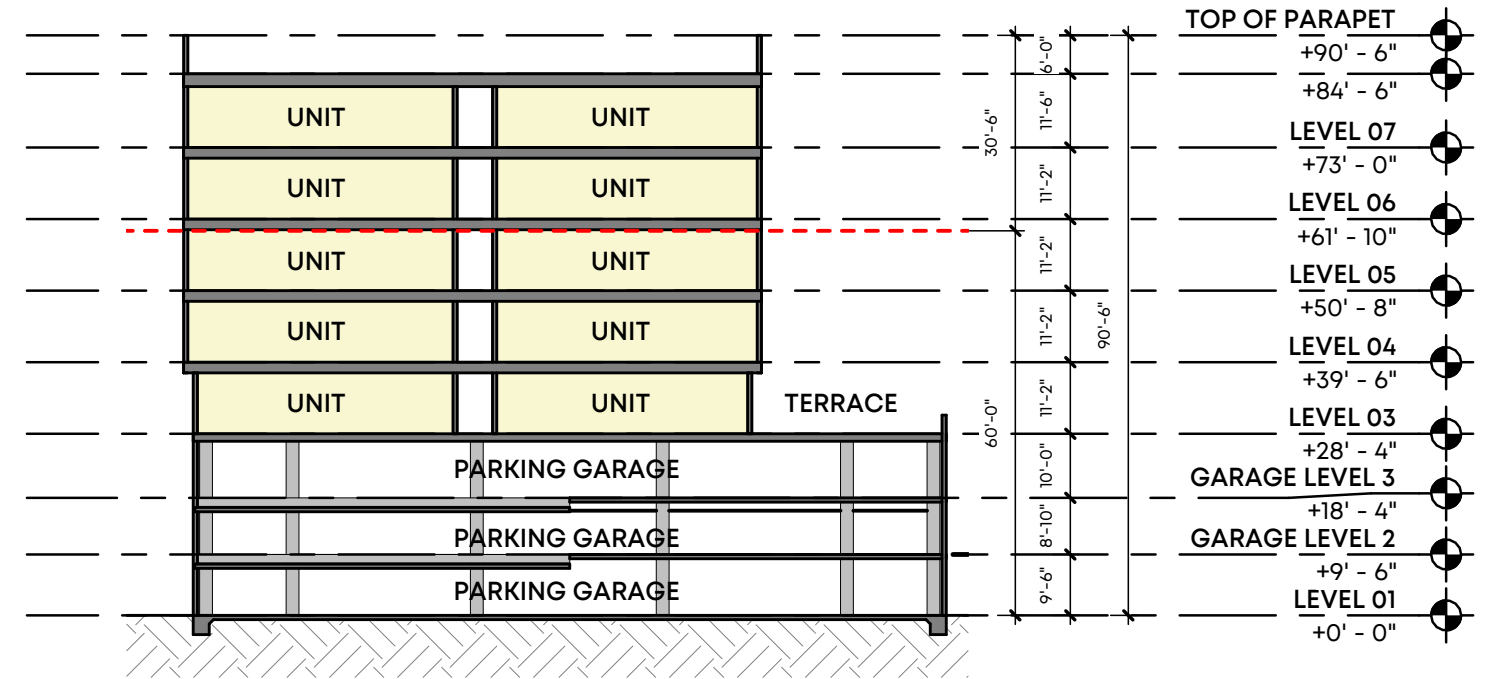 TOP OF PARAPET
+90' - 6"
+84' - 6"
LEVEL 07
+73' - 0"
LEVEL 06
+61' - 10"
LEVEL 05
+50' - 8"
LEVEL 04
+39' - 6"
LEVEL 03
+28' - 4"
GARAGE LEVEL 3
+18' - 4"
GARAGE LEVEL 2
+9' - 6"
LEVEL 01
+0' - 0"
UNIT UNIT
UNIT UNIT
UNIT UNIT
UNIT UNIT
UNIT UNIT TERRACE
PARKING GARAGE
PARKING GARAGE
PARKING GARAGE
30'-6"
60'-0"
6'-0"
11'-6"
11'-2"
11'-2"
11'-2"
11'-2"
10'-0"
8'-10"
9'-6"
90'-6"